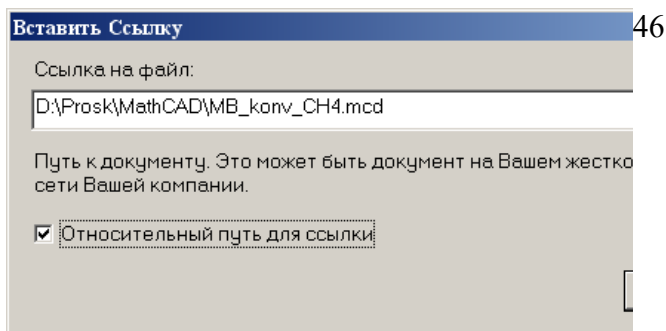 Вставить Ссылку
46
Ссылка на файл:
D:\Prosk\MathCAD\MB_konv_CH4.mcd
Путь к документу. Это может быть документ на Вашем жестко
сети Вашей компании.
Относительный путь для ссылки